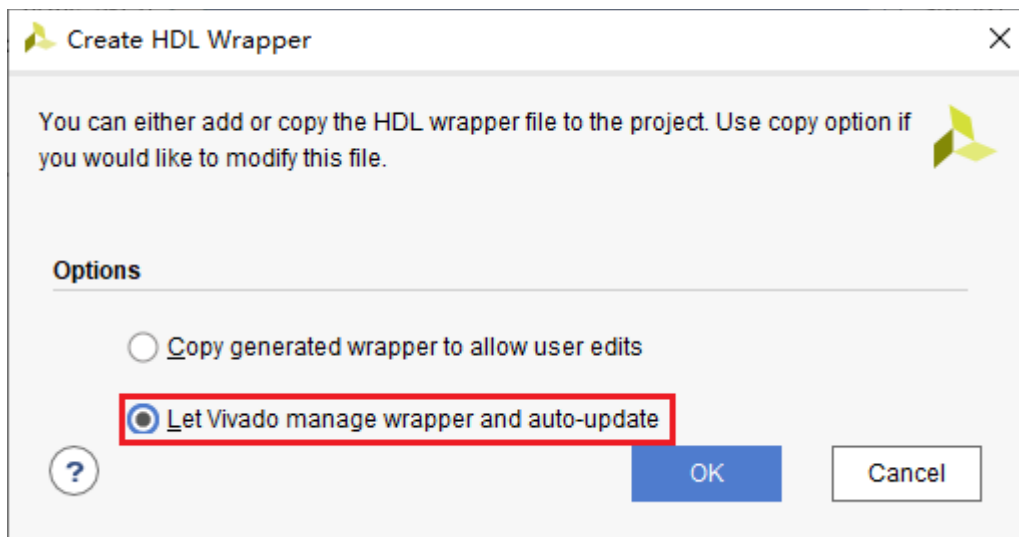 Create HDL Wrapper
You can either add or copy the HDL wrapper file to the project. Use copy option if
you would like to modify this file.
Options
Copy generated wrapper to allow user edits
Let Vivado manage wrapper and auto-update
?
OK
Cancel